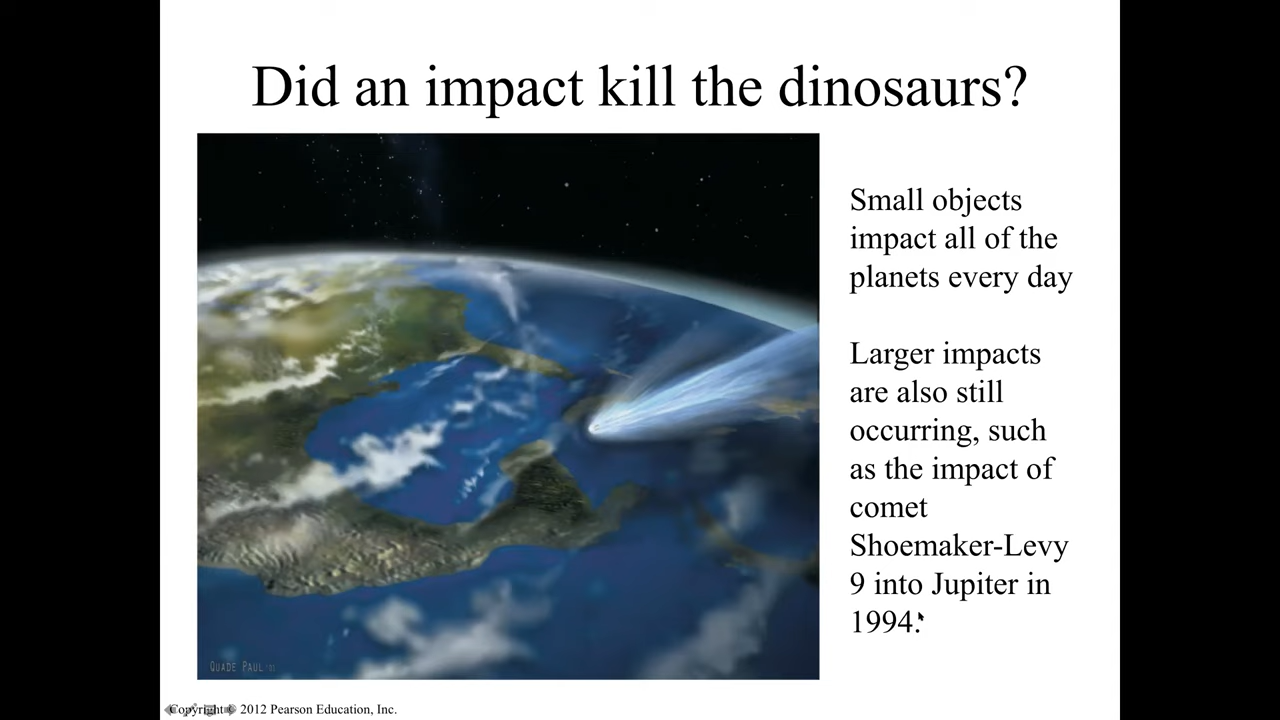 Did an impact kill the dinosaurs?
Small objects
impact all of the
planets every day
Larger impacts
are also still
occurring, such
as the impact of
comet
Shoemaker-Levy
9 into Jupiter in
1994.
QUADE PAUL
Copyright © 2012 Pearson Education, Inc.